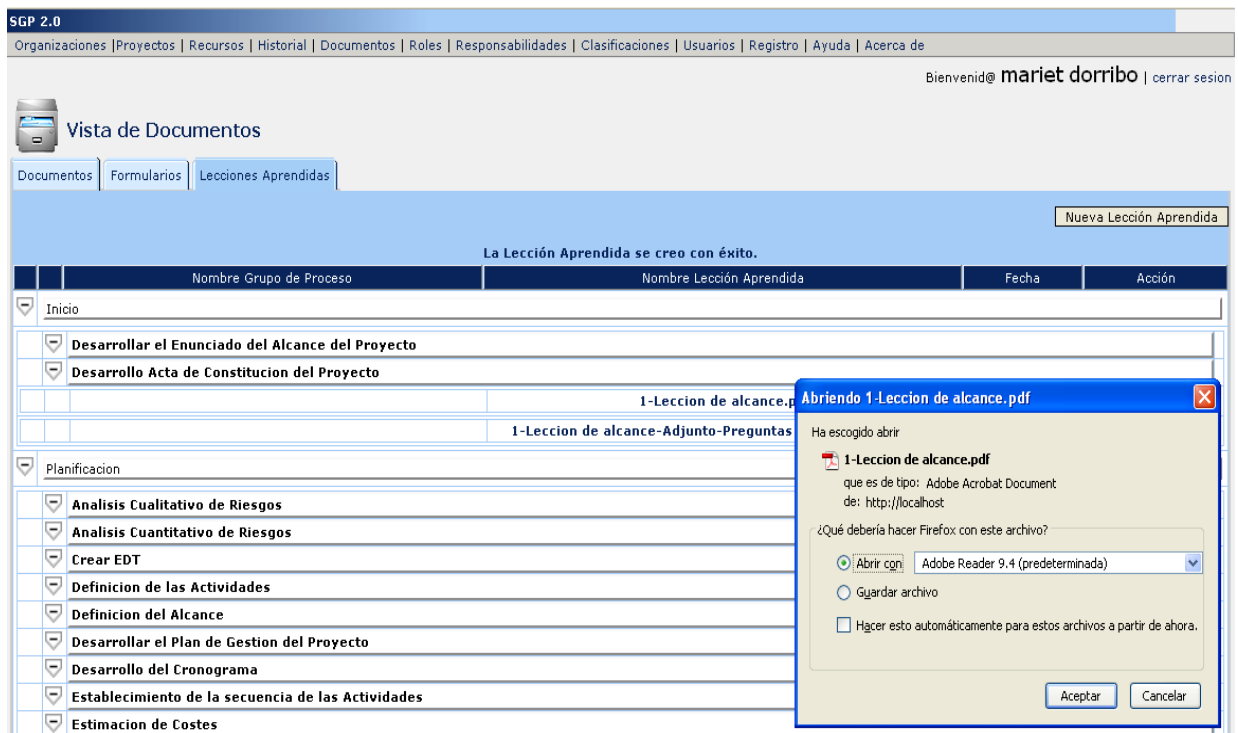 SGP 2.0
Organizaciones |Proyectos | Recursos | Historial | Documentos | Roles | Responsabilidades | Clasificaciones | Usuarios | Registro | Ayuda | Acerca de
Bienvenid@ mariet dorribo | cerrar sesion
Vista de Documentos
Documentos Formularios Lecciones Aprendidas
Nueva Lección Aprendida
La Lección Aprendida se creo con éxito.
Nombre Grupo de Proceso Nombre Lección Aprendida Fecha Acción
Inicio
Desarrollar el Enunciado del Alcance del Proyecto
Desarrollo Acta de Constitucion del Proyecto
1-Leccion de alcance.p
1-Leccion de alcance-Adjunto-Preguntas
Planificacion
Analisis Cualitativo de Riesgos
Analisis Cuantitativo de Riesgos
Crear EDT
Definicion de las Actividades
Definicion del Alcance
Desarrollar el Plan de Gestion del Proyecto
Desarrollo del Cronograma
Establecimiento de la secuencia de las Actividades
Estimacion de Costes
Abriendo 1-Leccion de alcance.pdf
Ha escogido abrir
1-Leccion de alcance.pdf
que es de tipo: Adobe Acrobat Document
de: http://localhost
¿Qué debería hacer Firefox con este archivo?
Abrir con Adobe Reader 9.4 (predeterminada)
Guardar archivo
Hacer esto automáticamente para estos archivos a partir de ahora.
Aceptar Cancelar